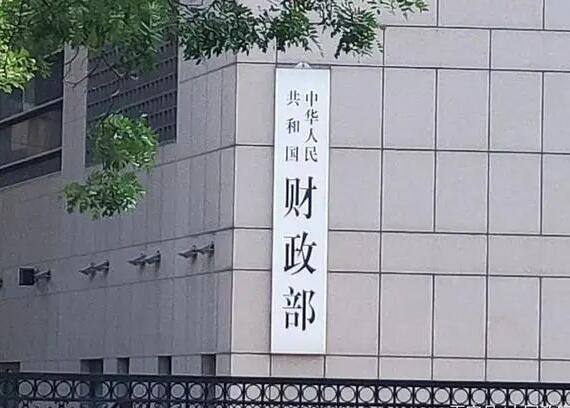 中华人民
共和国
财政部